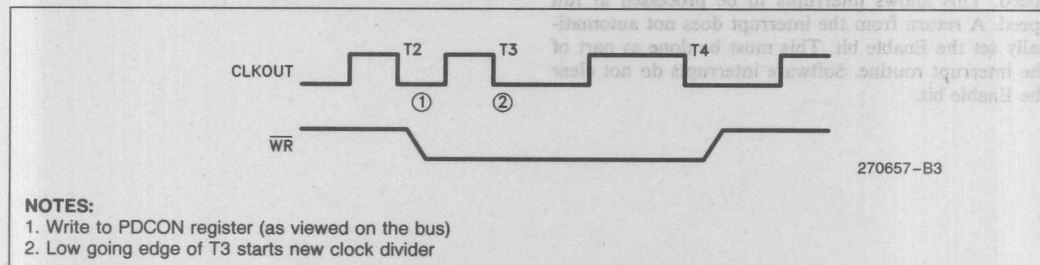 speed. This allows interrupts to be processed at full
speed. A return from the interrupt does not automati-
cally set the Enable bit. This must be done as part of
the interrupt routine. Software interrupts do not clear
the Enable bit.
T2 T3 T4
CLKOUT
① ②
WR
270657–B3
NOTES:
1. Write to PDCON register (as viewed on the bus)
2. Low going edge of T3 starts new clock divider